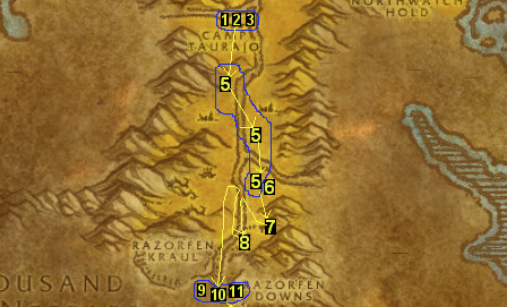 NORTHWATCH
HOLD
1 2 3
CAMP
TAURAJO
5
5
5 6
7
8
RAZORFEN
KRAUL
OUSAND
9 10 11
RAZORFEN
DOWNS